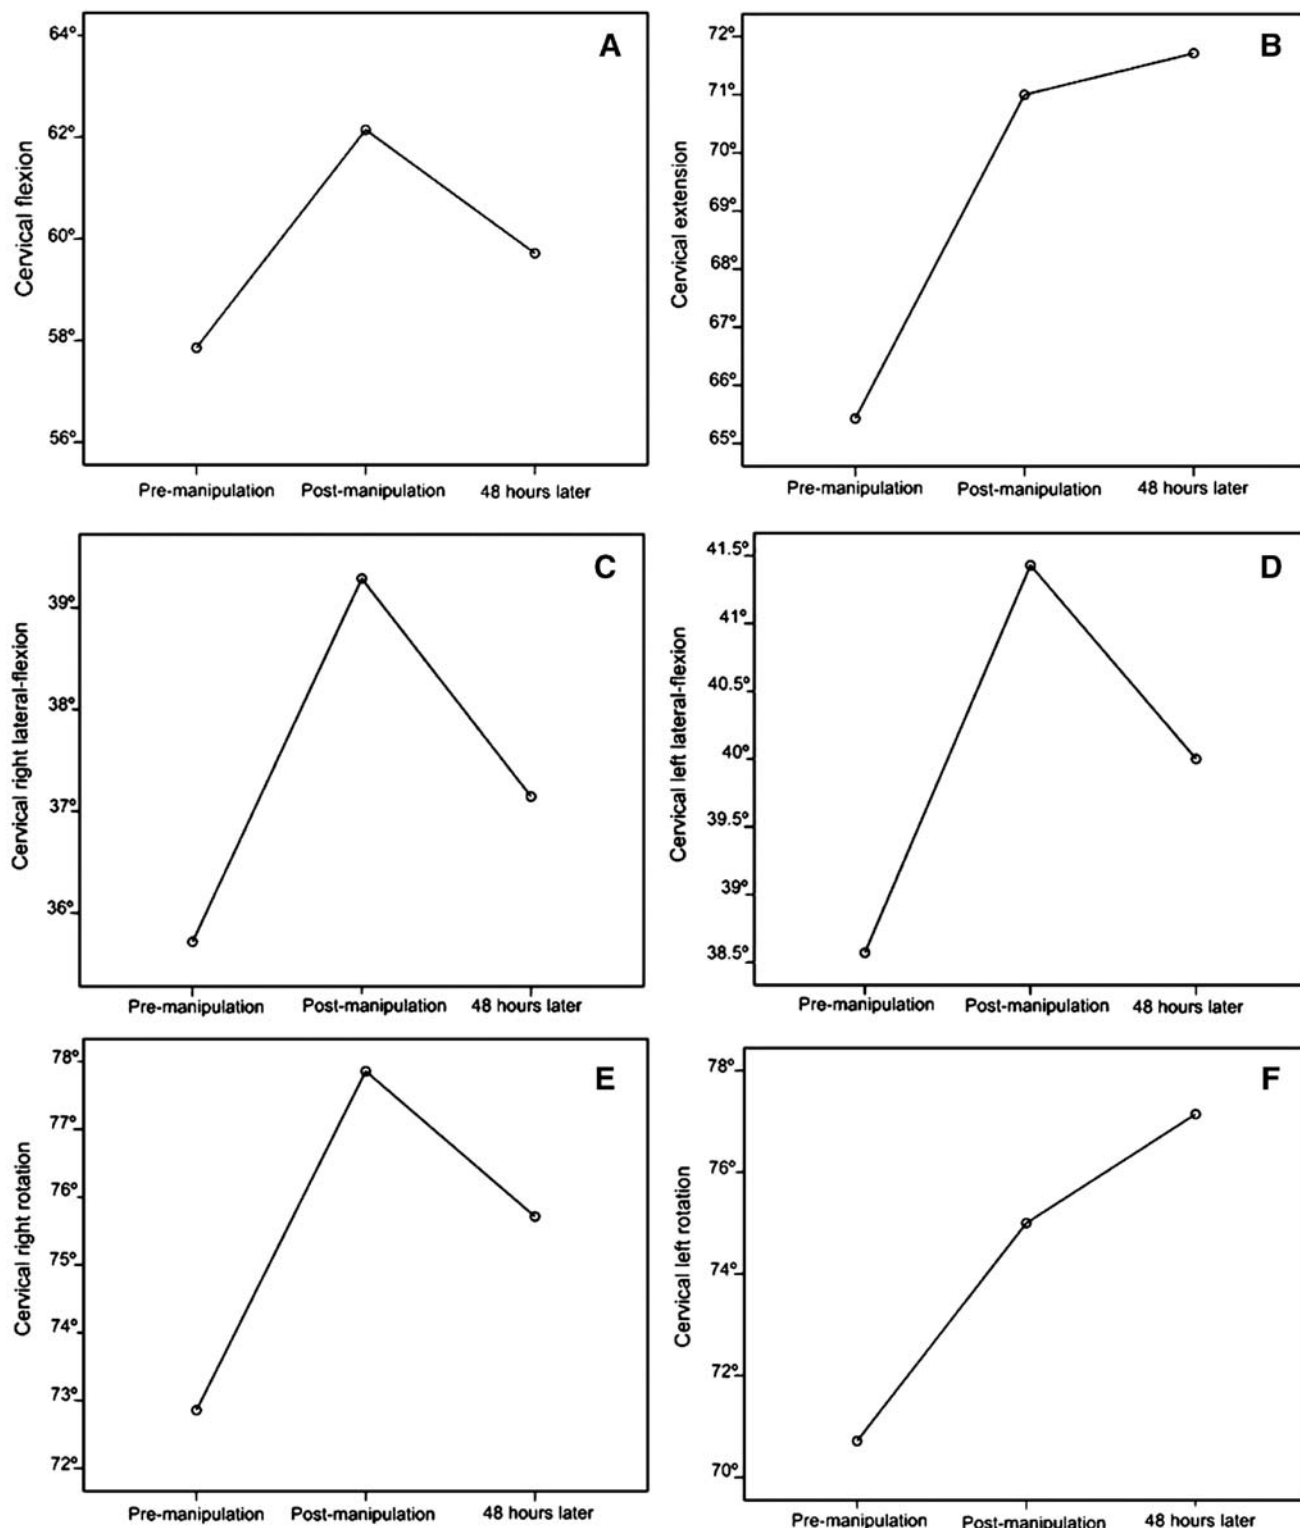 A
Cervical flexion
64°
62°
60°
58°
56°
Pre-manipulation Post-manipulation 48 hours later
B
Cervical extension
72°
71°
70°
69°
68°
67°
66°
65°
Pre-manipulation Post-manipulation 48 hours later
C
Cervical right lateral-flexion
39°
38°
37°
36°
Pre-manipulation Post-manipulation 48 hours later
D
Cervical left lateral-flexion
41.5°
41°
40.5°
40°
39.5°
39°
38.5°
Pre-manipulation Post-manipulation 48 hours later
E
Cervical right rotation
78°
77°
76°
75°
74°
73°
72°
Pre-manipulation Post-manipulation 48 hours later
F
Cervical left rotation
78°
76°
74°
72°
70°
Pre-manipulation Post-manipulation 48 hours later